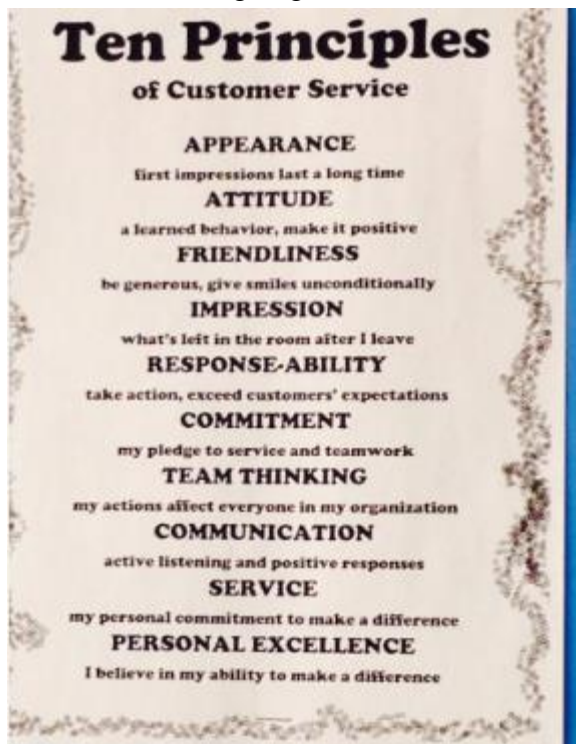 Ten Principles
of Customer Service
APPEARANCE
first impressions last a long time
ATTITUDE
a learned behavior, make it positive
FRIENDLINESS
be generous, give smiles unconditionally
IMPRESSION
what's left in the room after I leave
RESPONSE-ABILITY
take action, exceed customers' expectations
COMMITMENT
my pledge to service and teamwork
TEAM THINKING
my actions affect everyone in my organization
COMMUNICATION
active listening and positive responses
SERVICE
my personal commitment to make a difference
PERSONAL EXCELLENCE
I believe in my ability to make a difference